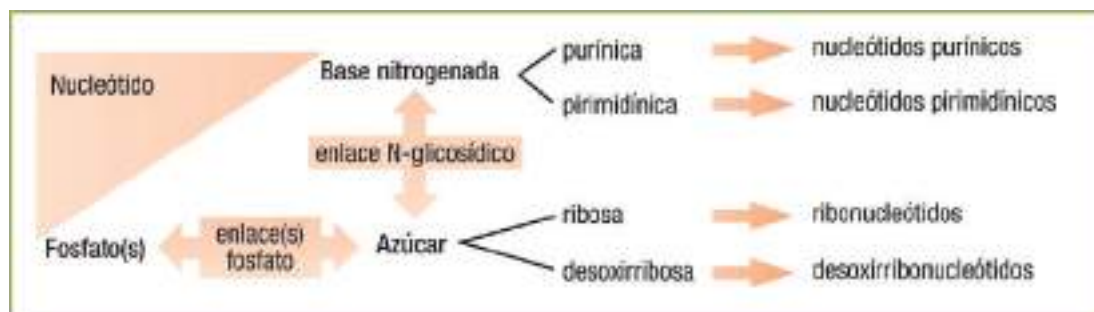 purínica
nucleótidos purínicos
Nucleótido
Base nitrogenada
pirimidínica
nucleótidos pirimidínicos
enlace N-glicosídico
ribosa
ribonucleótidos
Fosfato(s)
enlace(s)
fosfato
Azúcar
desoxirribosa
desoxirribonucleótidos